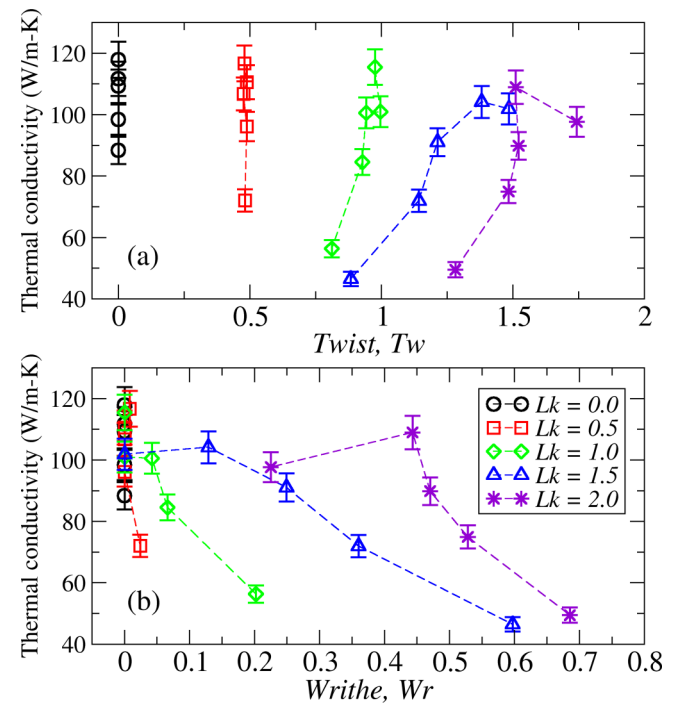 Thermal conductivity (W/m-K)
120
100
80
60
40
(a)
0 0.5 1 1.5 2
Twist, Tw
Thermal conductivity (W/m-K)
120
100
80
60
40
Lk = 0.0
Lk = 0.5
Lk = 1.0
Lk = 1.5
Lk = 2.0
(b)
0 0.1 0.2 0.3 0.4 0.5 0.6 0.7 0.8
Writhe, Wr